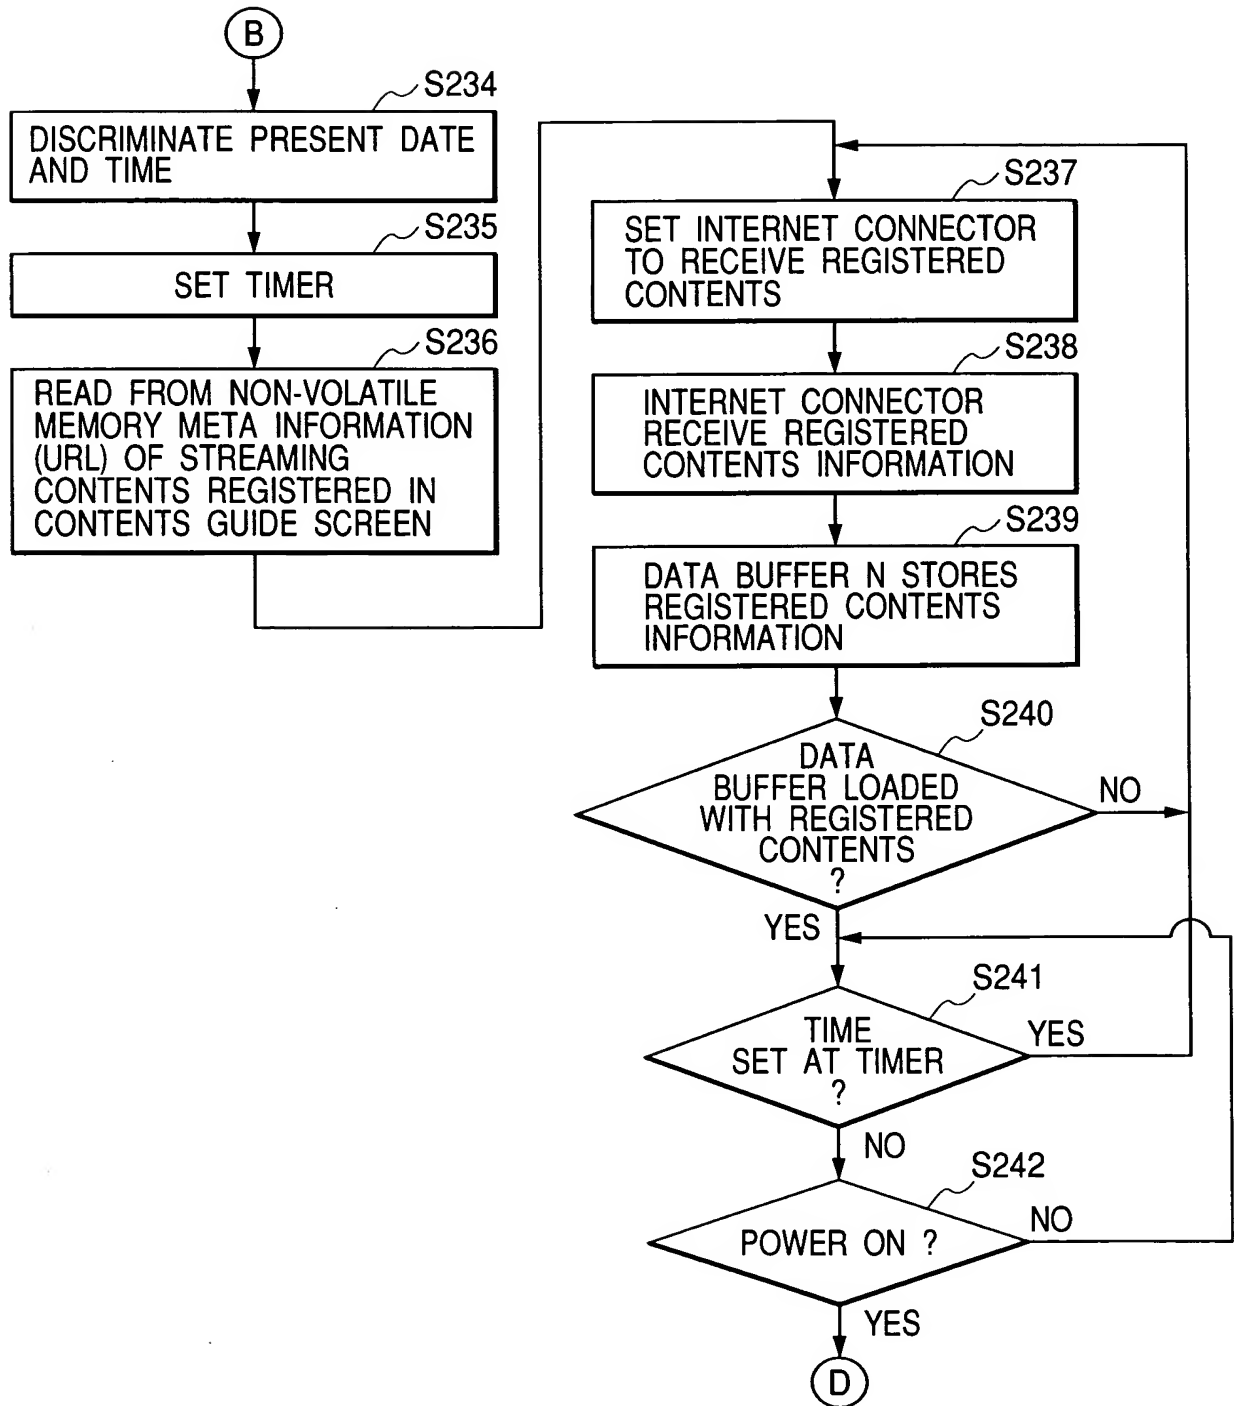 B
S234
DISCRIMINATE PRESENT DATE
AND TIME
S235
SET TIMER
S236
READ FROM NON-VOLATILE
MEMORY META INFORMATION
(URL) OF STREAMING
CONTENTS REGISTERED IN
CONTENTS GUIDE SCREEN
S237
SET INTERNET CONNECTOR
TO RECEIVE REGISTERED
CONTENTS
S238
INTERNET CONNECTOR
RECEIVE REGISTERED
CONTENTS INFORMATION
S239
DATA BUFFER N STORES
REGISTERED CONTENTS
INFORMATION
S240
DATA
BUFFER LOADED
WITH REGISTERED
CONTENTS
?
NO
YES
S241
TIME
SET AT TIMER
?
YES
NO
S242
POWER ON ?
NO
YES
D